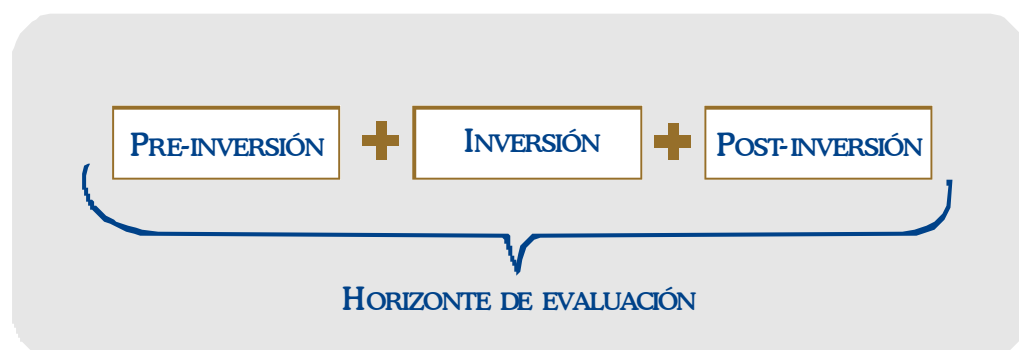 PRE-INVERSIÓN + INVERSIÓN + POST-INVERSIÓN
HORIZONTE DE EVALUACIÓN